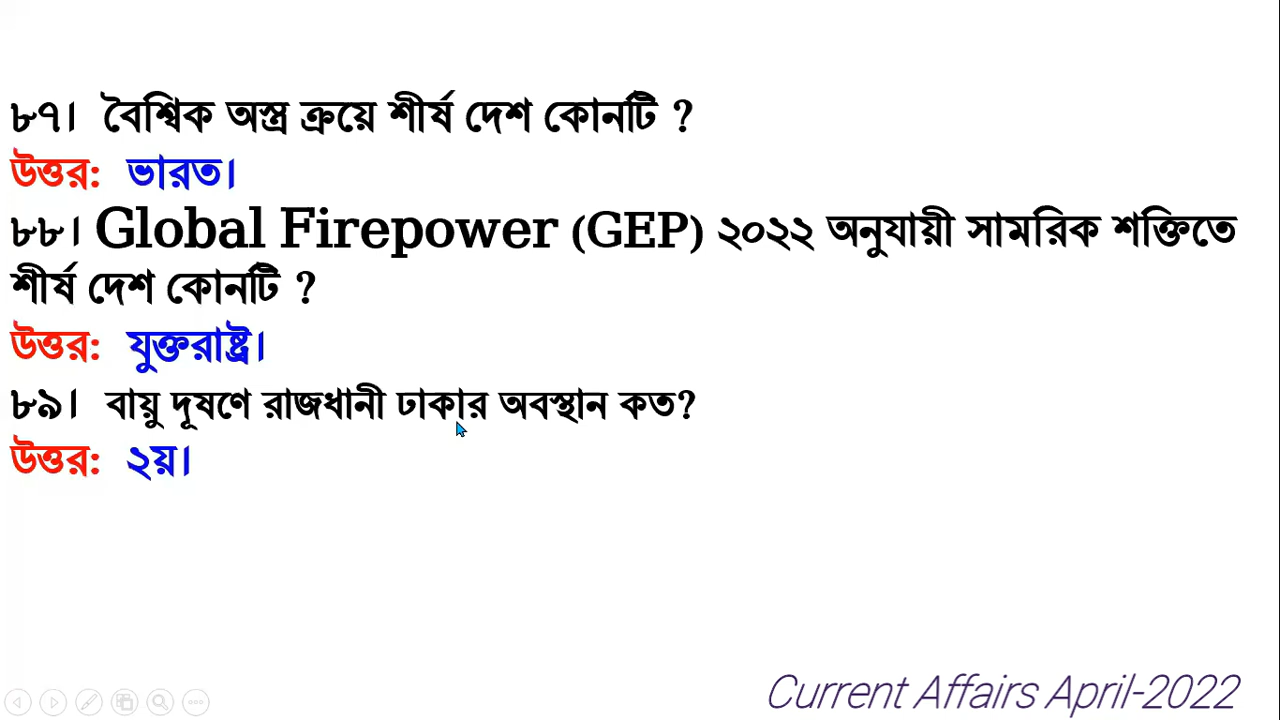 ৮৭। বৈশ্বিক অস্ত্র ক্রয়ে শীর্ষ দেশ কোনটি ?
উত্তর: ভারত।
৮৮। Global Firepower (GEP) ২০২২ অনুযায়ী সামরিক শক্তিতে
শীর্ষ দেশ কোনটি ?
উত্তর: যুক্তরাষ্ট্র।
৮৯। বায়ু দূষণে রাজধানী ঢাকার অবস্থান কত?
উত্তর: ২য়।
Current Affairs April-2022